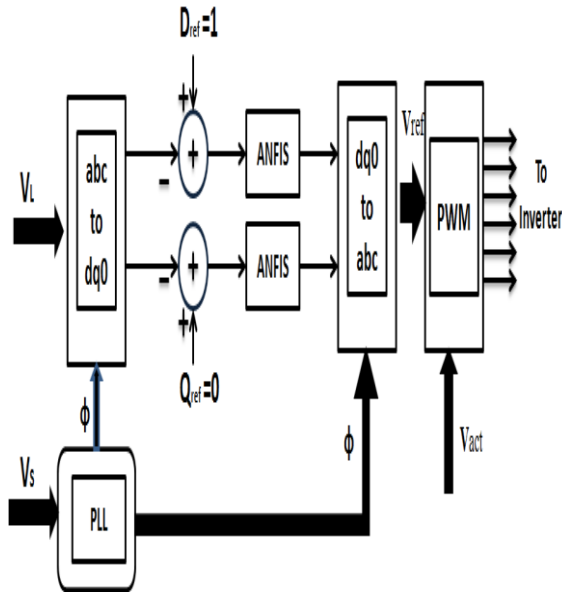 Dref=1
+
VL
abc
to
dq0
+
-
ANFIS
dq0
to
abc
Vref
PWM
To
Inverter
+
-
ANFIS
+
Qref=0
ϕ
ϕ
Vact
VS
PLL